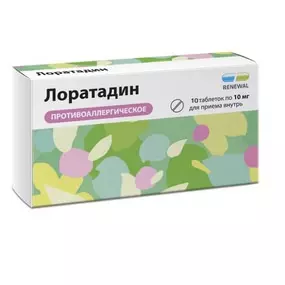 RENEWAL
Лоратадин
ПРОТИВОАЛЛЕРГИЧЕСКОЕ
10 таблеток по 10 мг
для приема внутрь